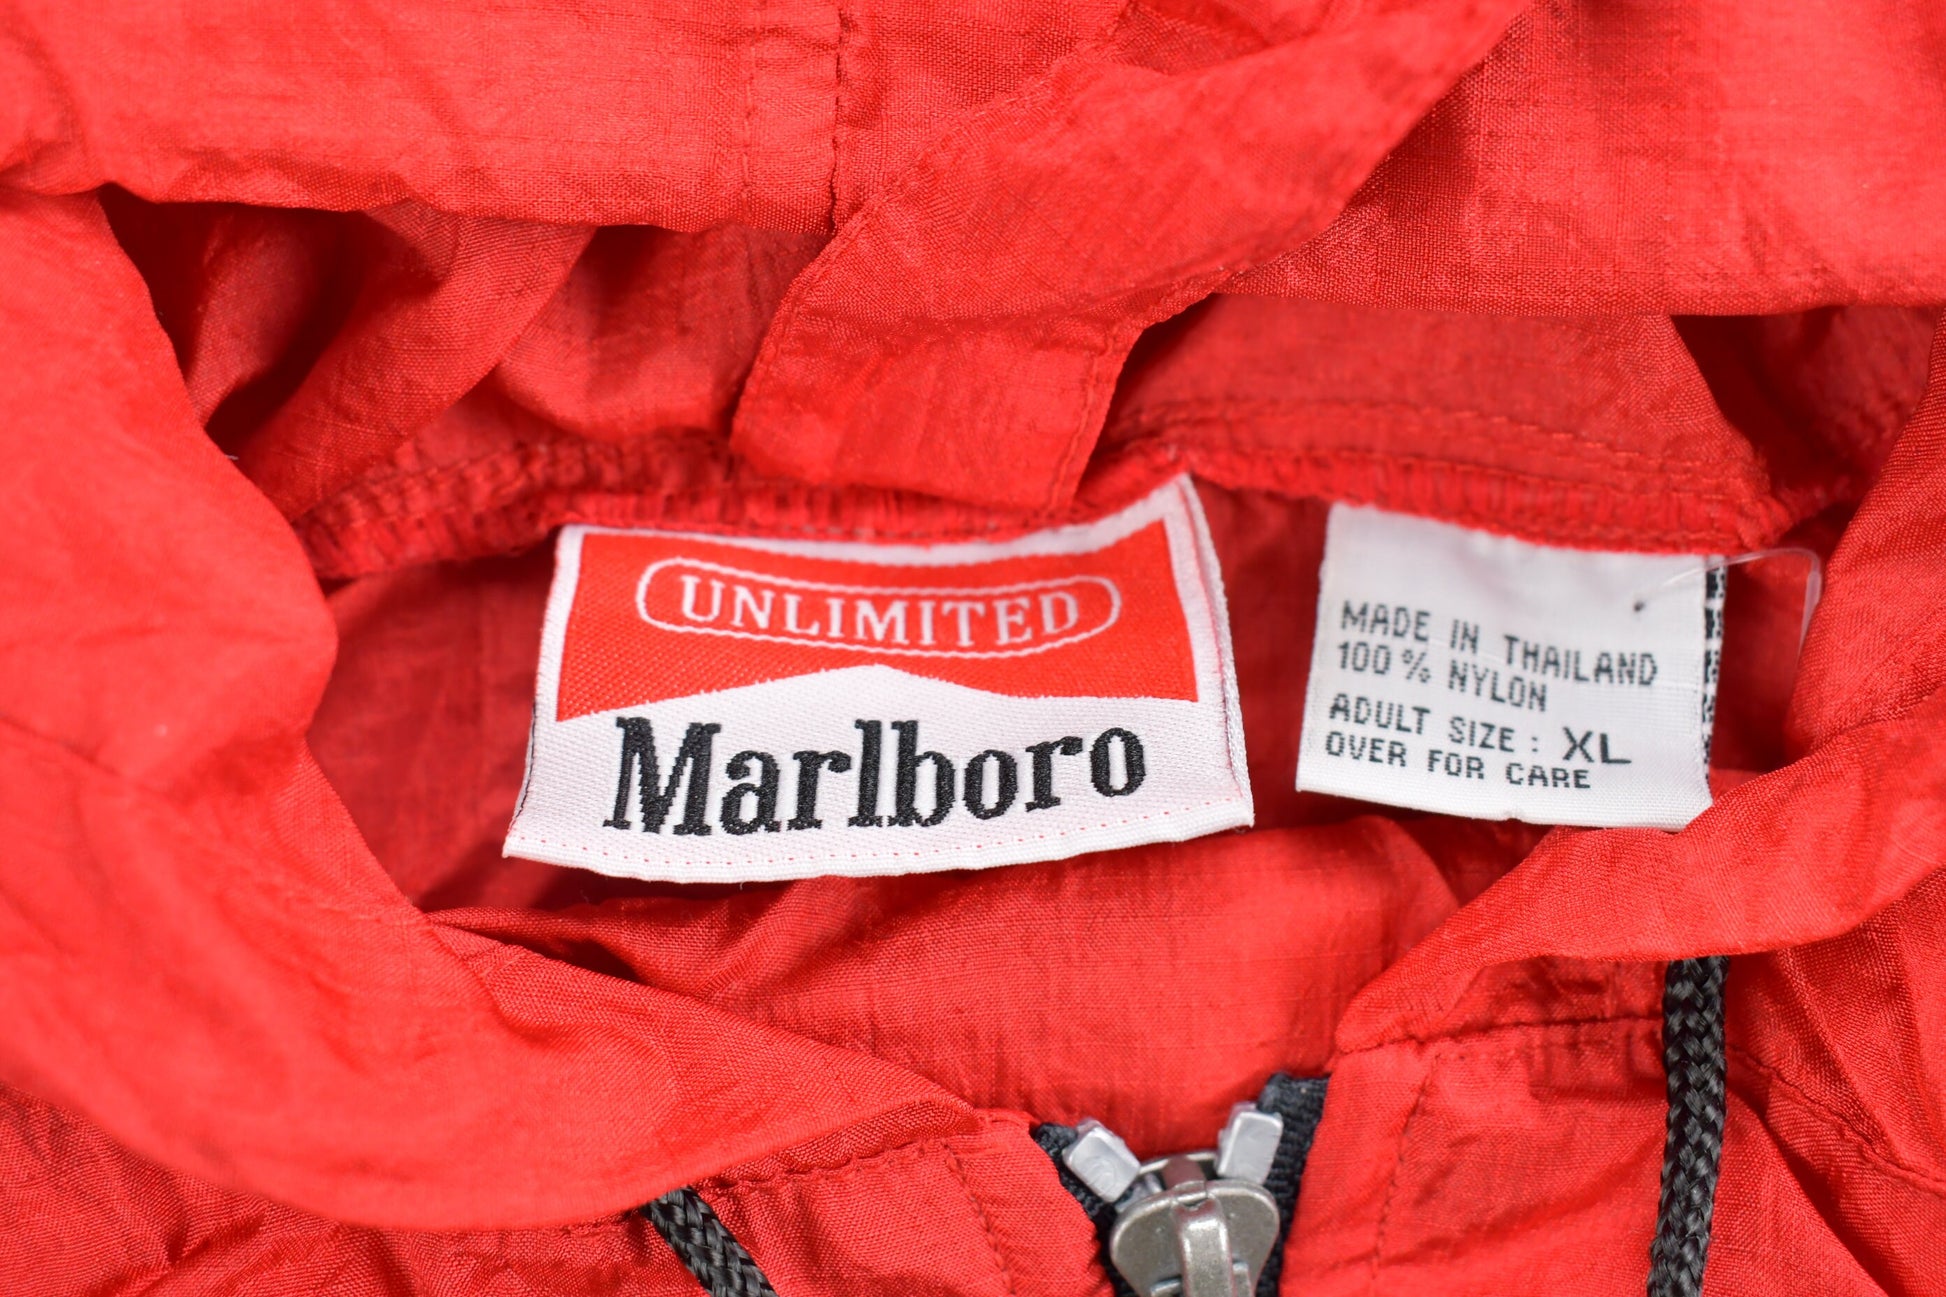 UNLIMITED
Marlboro
MADE IN THAILAND
100% NYLON
ADULT SIZE : XL
OVER FOR CARE